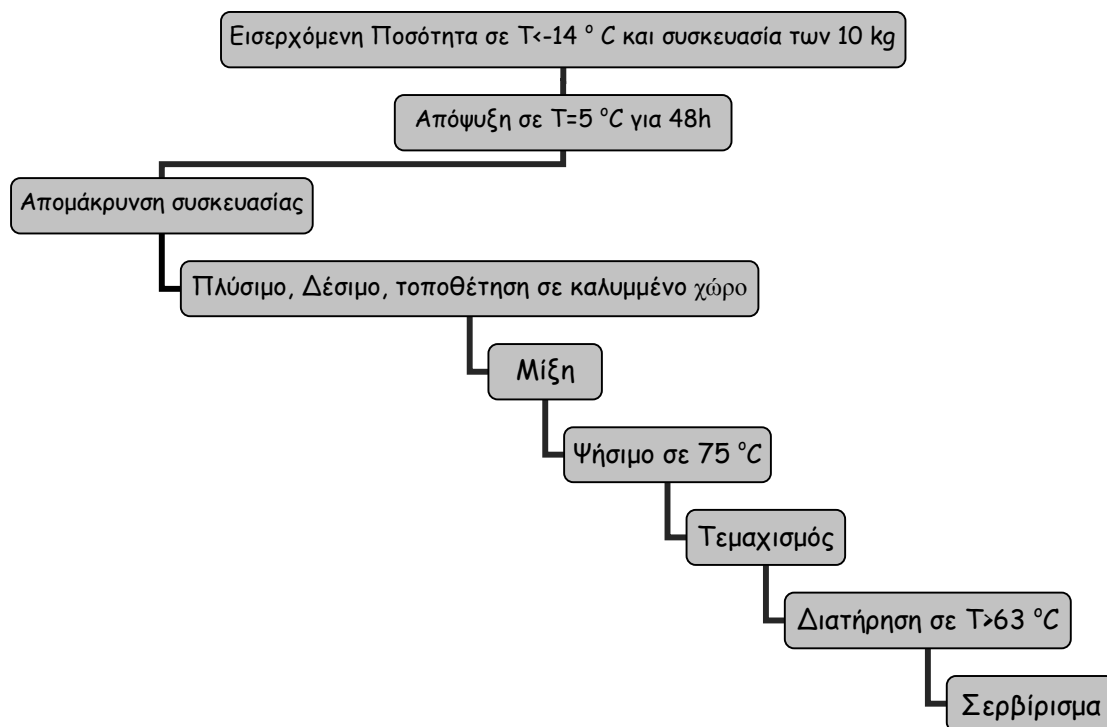 Εισερχόμενη Ποσότητα σε Τ<-14 ° C και συσκευασία των 10 kg
Απόψυξη σε Τ=5 °C για 48h
Απομάκρυνση συσκευασίας
Πλύσιμο, Δέσιμο, τοποθέτηση σε καλυμμένο χώρο
Μίξη
Ψήσιμο σε 75 °C
Τεμαχισμός
Διατήρηση σε Τ>63 °C
Σερβίρισμα